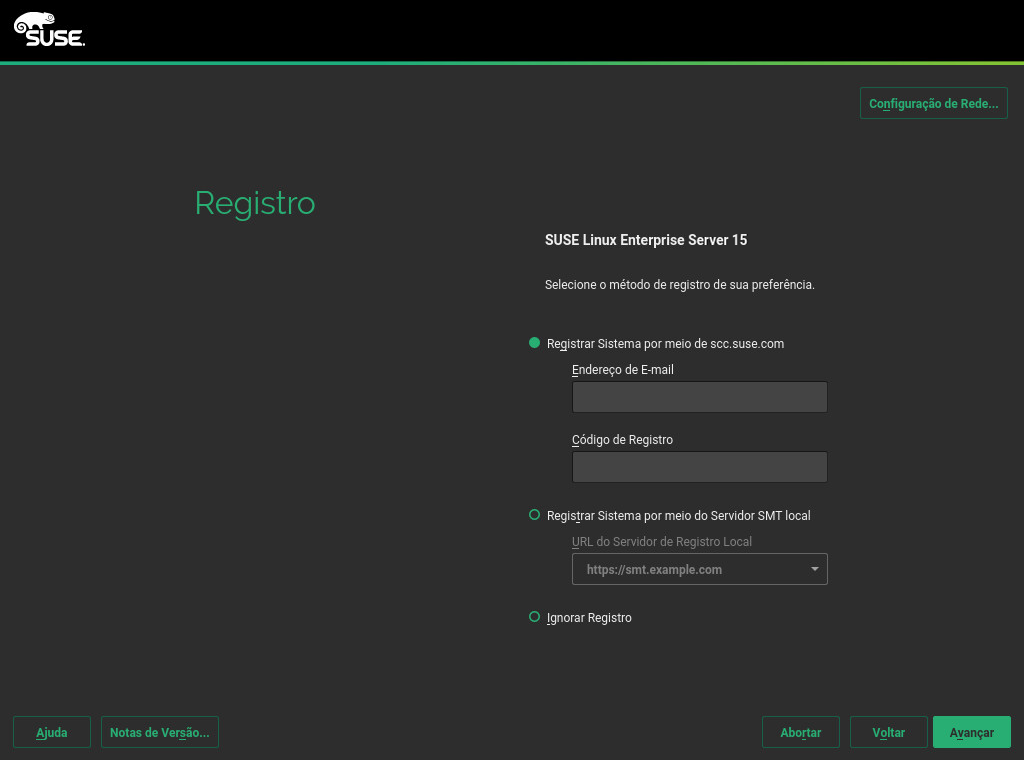 SUSE
Configuração de Rede...
Registro
SUSE Linux Enterprise Server 15
Selecione o método de registro de sua preferência.
Registrar Sistema por meio de scc.suse.com
Endereço de E-mail
Código de Registro
Registrar Sistema por meio do Servidor SMT local
URL do Servidor de Registro Local
https://smt.example.com
Ignorar Registro
Ajuda Notas de Versão... Abortar Voltar Avançar